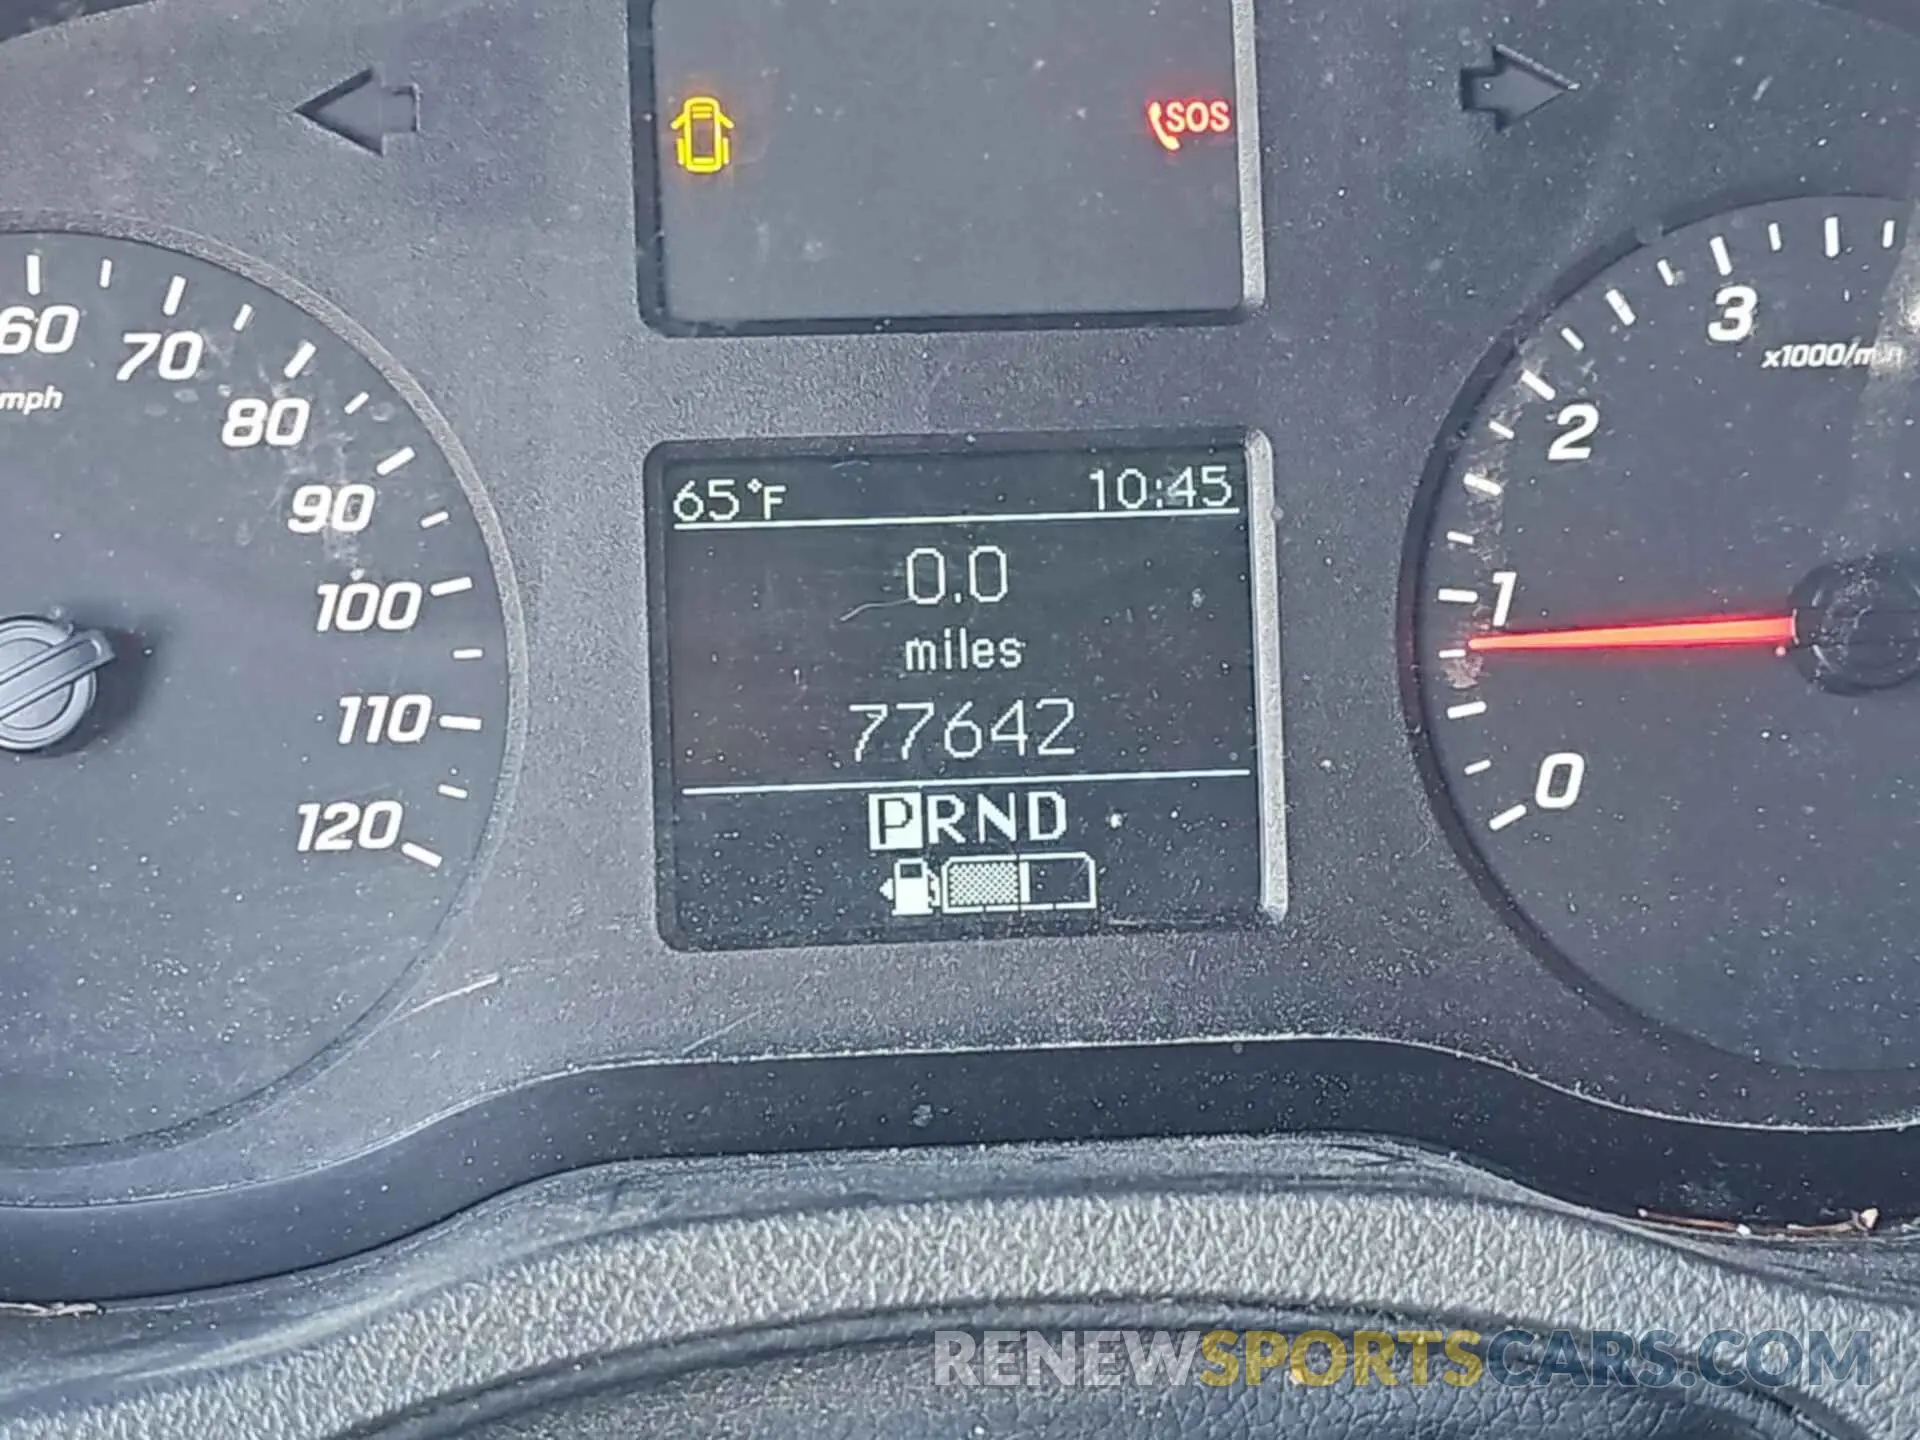 SOS
60
70
80
90
100
110
120
mph
65°F 10:45
0.0
miles
77642
PRND
3
2
1
0
x1000/min
RENEWSPORTSCARS.COM